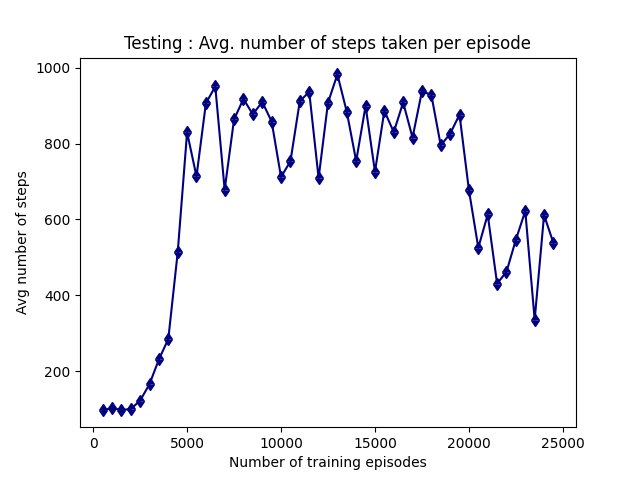 Testing : Avg. number of steps taken per episode
1000
800
600
400
200
Avg number of steps
0 5000 10000 15000 20000 25000
Number of training episodes